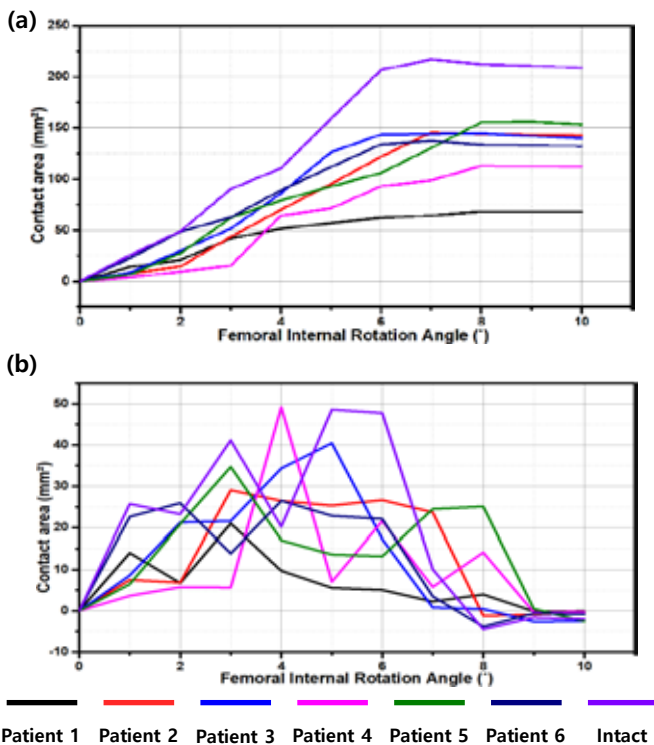 (a)
250
200
150
100
50
0
Contact area (mm²)
0 2 4 6 8 10
Femoral Internal Rotation Angle (°)
(b)
50
40
30
20
10
0
-10
Contact area (mm²)
0 2 4 6 8 10
Femoral Internal Rotation Angle (°)
Patient 1 Patient 2 Patient 3 Patient 4 Patient 5 Patient 6 Intact